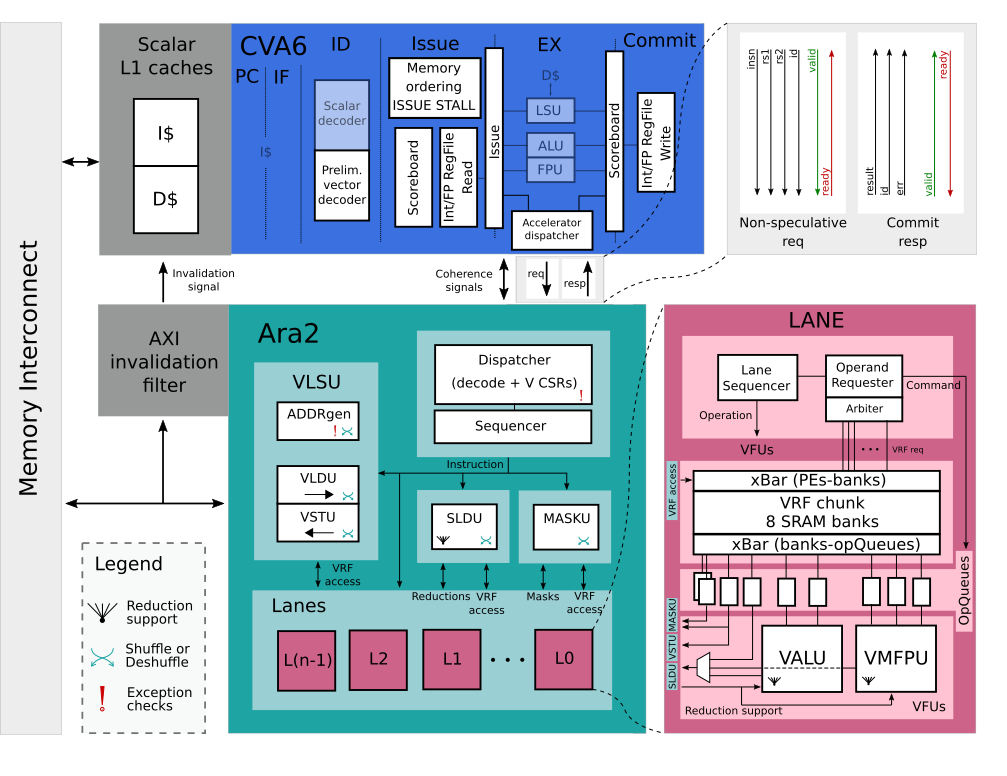 Memory Interconnect
Scalar
L1 caches
I$
D$
CVA6
ID
Issue
EX
Commit
PC
IF
I$
Scalar
decoder
Prelim.
vector
decoder
Memory
ordering
ISSUE STALL
Scoreboard
Int/FP RegFile
Read
Issue
D$
LSU
ALU
FPU
Accelerator
dispatcher
Scoreboard
Int/FP RegFile
Write
insn
rs1
rs2
id
valid
ready
Non-speculative
req
result
id
err
valid
ready
Commit
resp
Invalidation
signal
Coherence
signals
req
resp
AXI
invalidation
filter
Ara2
VLSU
ADDRgen
!
VLDU
VSTU
Dispatcher
(decode + V CSRs)
!
Sequencer
Instruction
SLDU
MASKU
VRF
access
Reductions
VRF
access
Masks
VRF
access
Lanes
L(n-1)
L2
L1
...
L0
Legend
Reduction
support
Shuffle or
Deshuffle
!
Exception
checks
LANE
Lane
Sequencer
Operand
Requester
Arbiter
Command
Operation
VFUs
... VRF req
VRF access
xBar (PEs-banks)
VRF chunk
8 SRAM banks
xBar (banks-opQueues)
OpQueues
MASKU
VSTU
SLDU
VALU
VMFPU
Reduction support
VFUs